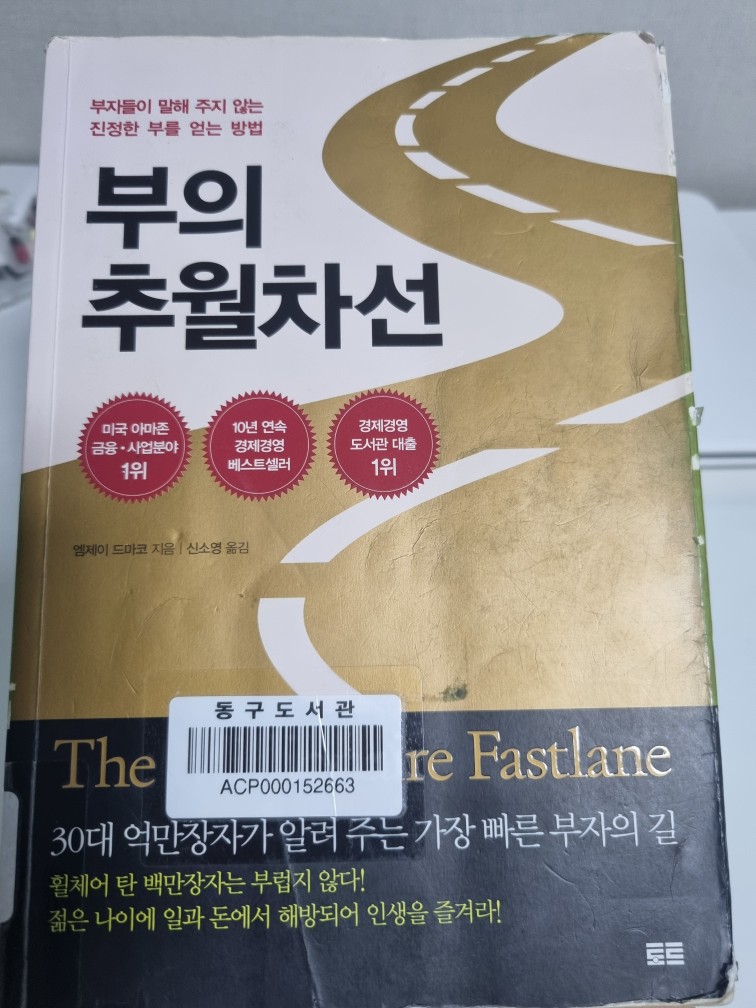 부자들이 말해 주지 않는
진정한 부를 얻는 방법
부의
추월차선
미국 아마존
금융·사업분야
1위
10년 연속
경제경영
베스트셀러
경제경영
도서관 대출
1위
엠제이 드마코 지음 | 신소영 옮김
동구도서관
ACP000152663
The re Fastlane
30대 억만장자가 알려 주는 가장 빠른 부자의 길
휠체어 탄 백만장자는 부럽지 않다!
젊은 나이에 일과 돈에서 해방되어 인생을 즐겨라!
토트